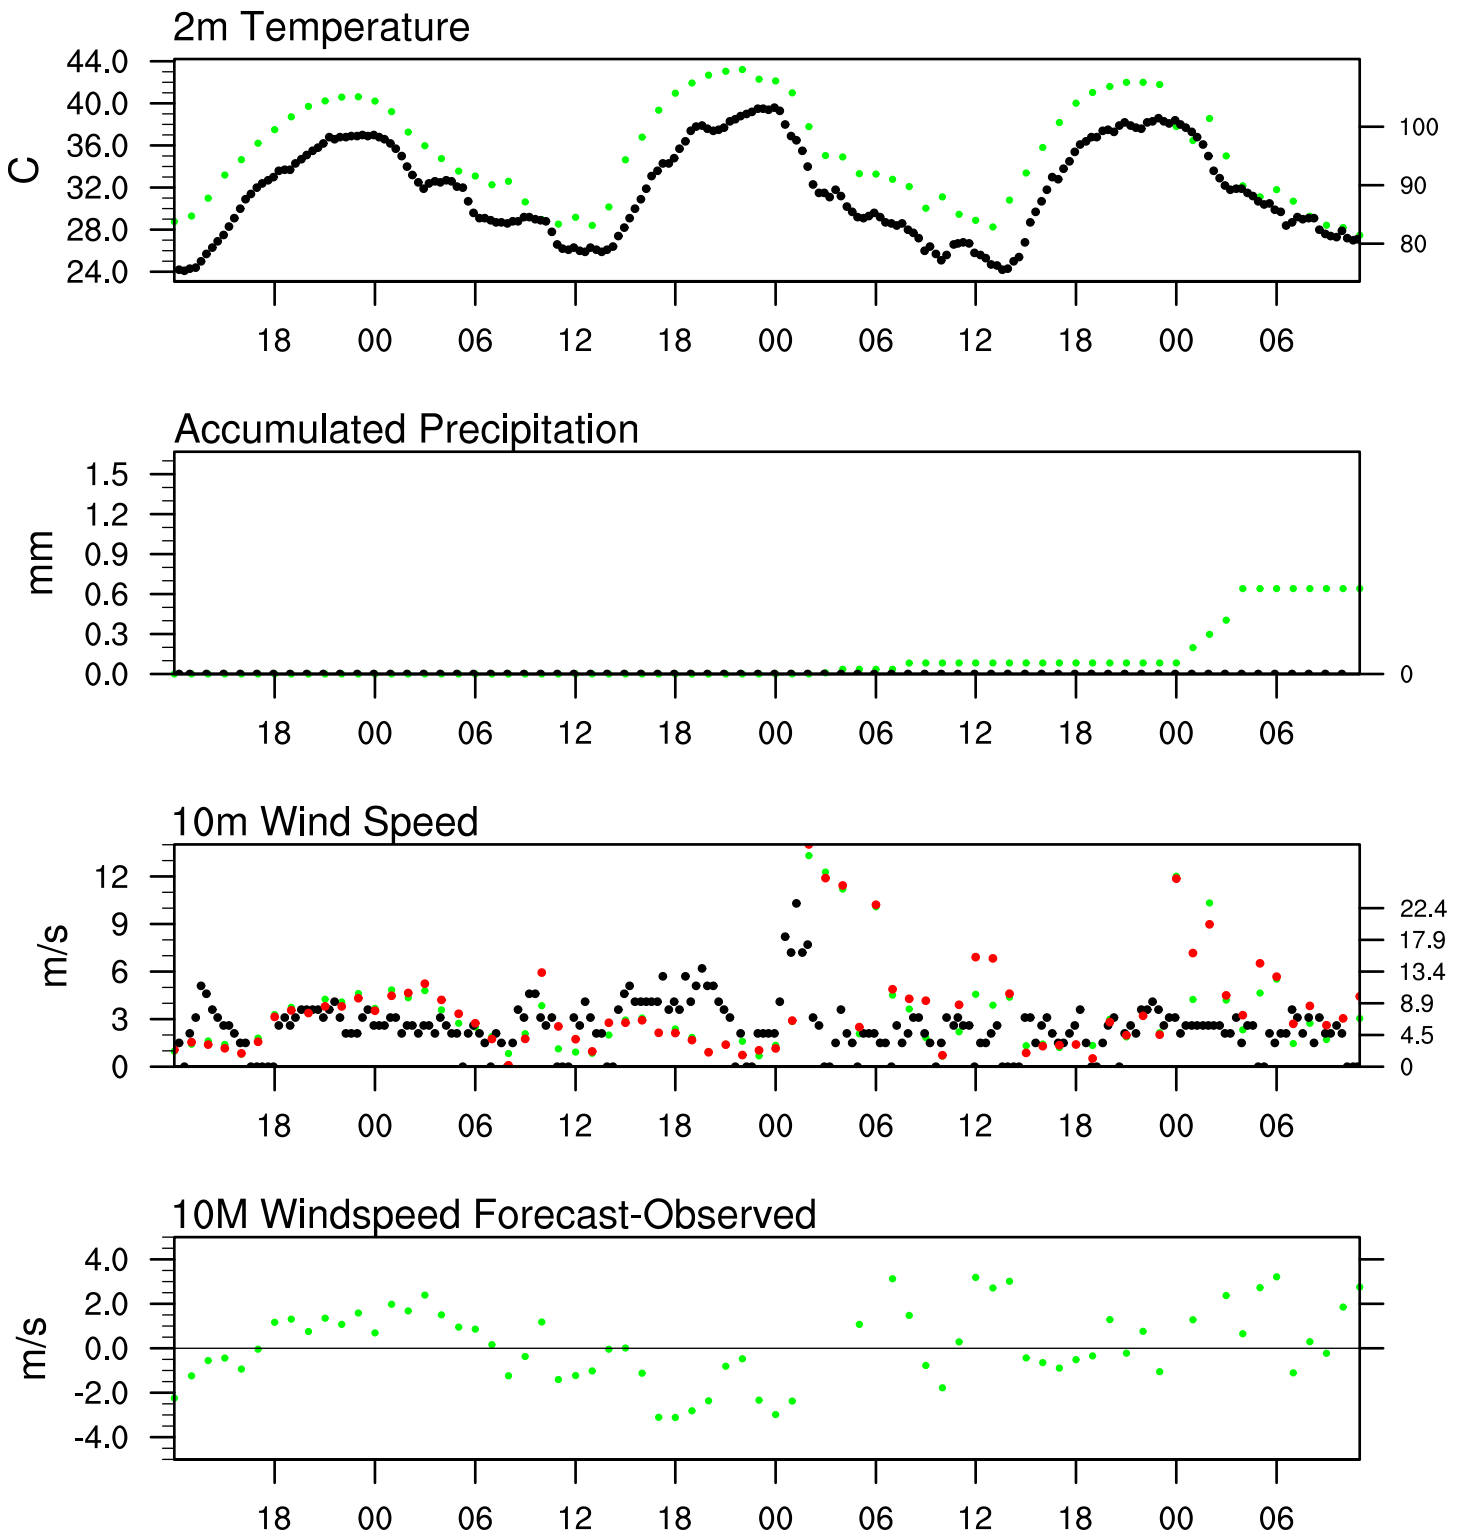 2m Temperature
44.0
40.0
36.0
32.0
28.0
24.0
C
100
90
80
18 00 06 12 18 00 06 12 18 00 06
Accumulated Precipitation
1.5
1.2
0.9
0.6
0.3
0.0
mm
0
18 00 06 12 18 00 06 12 18 00 06
10m Wind Speed
12
9
6
3
0
m/s
22.4
17.9
13.4
8.9
4.5
0
18 00 06 12 18 00 06 12 18 00 06
10M Windspeed Forecast-Observed
4.0
2.0
0.0
-2.0
-4.0
m/s
18 00 06 12 18 00 06 12 18 00 06